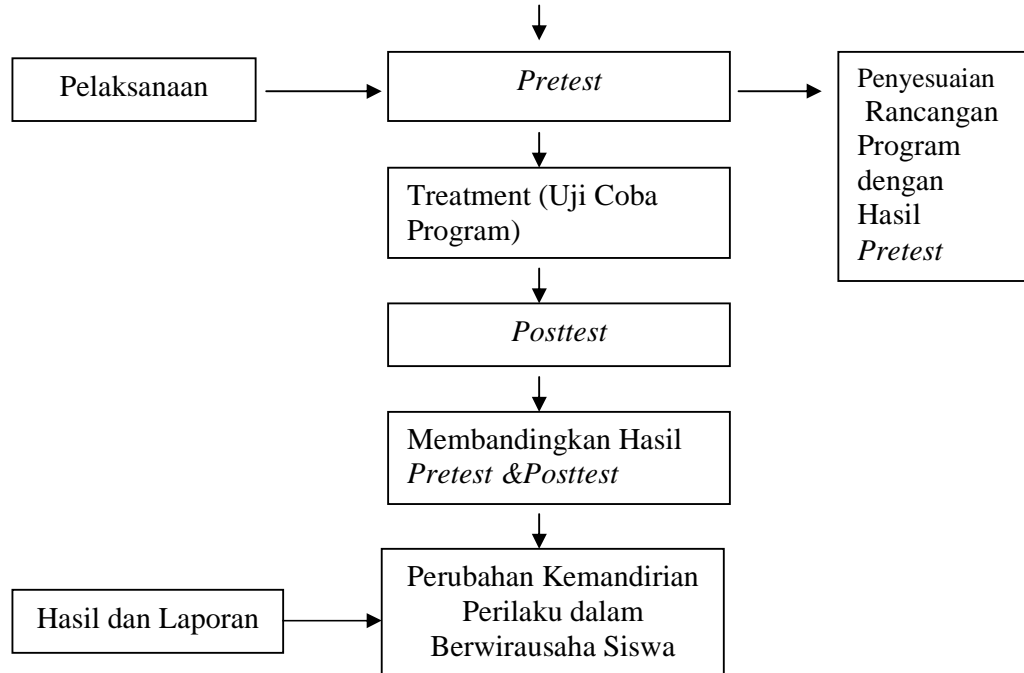 Pelaksanaan
Pretest
Penyesuaian
Rancangan
Program
dengan
Hasil
Pretest
Treatment (Uji Coba
Program)
Posttest
Membandingkan Hasil
Pretest &Posttest
Hasil dan Laporan
Perubahan Kemandirian
Perilaku dalam
Berwirausaha Siswa